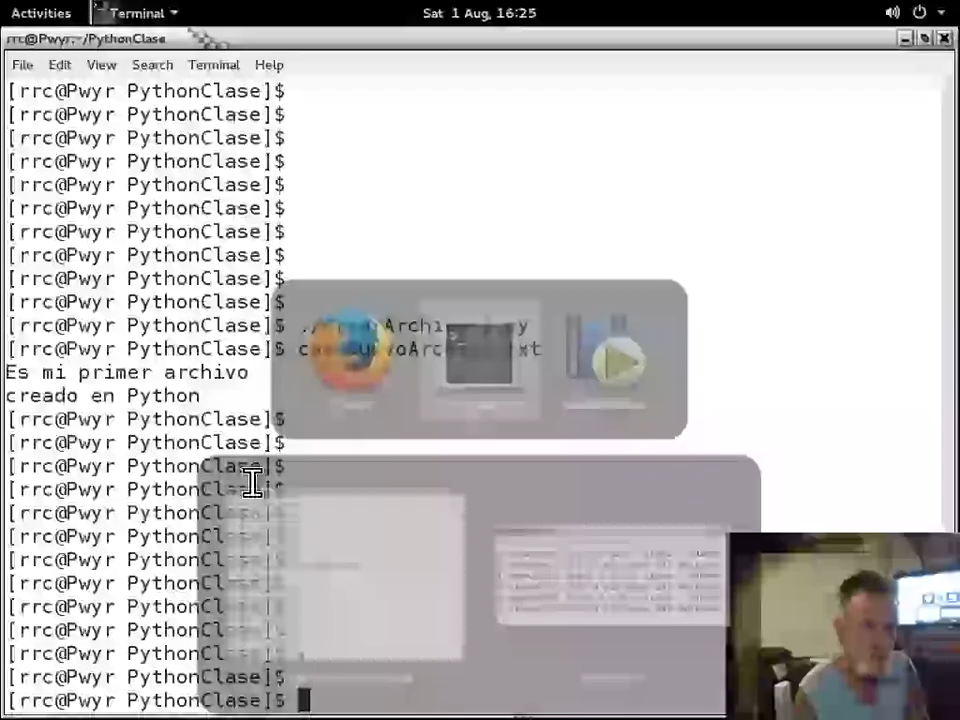 Activities Terminal Sat 1 Aug, 16:25
rrc@Pwyr:~/PythonClase
File Edit View Search Terminal Help
[rrc@Pwyr PythonClase]$
[rrc@Pwyr PythonClase]$
[rrc@Pwyr PythonClase]$
[rrc@Pwyr PythonClase]$
[rrc@Pwyr PythonClase]$
[rrc@Pwyr PythonClase]$
[rrc@Pwyr PythonClase]$
[rrc@Pwyr PythonClase]$
[rrc@Pwyr PythonClase]$
[rrc@Pwyr PythonClase]$
[rrc@Pwyr PythonClase]$
[rrc@Pwyr PythonClase]$
Es mi primer archivo
creado en Python
[rrc@Pwyr PythonClase]$
[rrc@Pwyr PythonClase]$
[rrc@Pwyr PythonClase]$
[rrc@Pwyr PythonClase]$
[rrc@Pwyr PythonClase]$
[rrc@Pwyr PythonClase]$
[rrc@Pwyr PythonClase]$
[rrc@Pwyr PythonClase]$
[rrc@Pwyr PythonClase]$
[rrc@Pwyr PythonClase]$
[rrc@Pwyr PythonClase]$
[rrc@Pwyr PythonClase]$
[rrc@Pwyr PythonClase]$